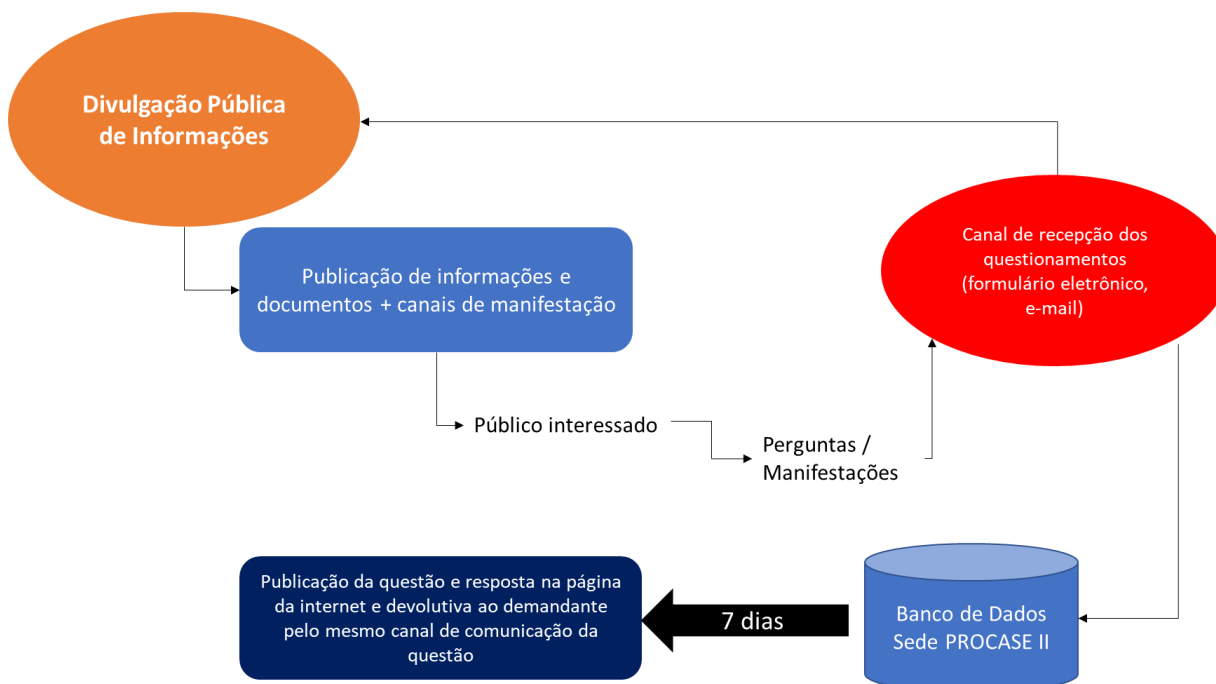 Divulgação Pública
de Informações
Publicação de informações e
documentos + canais de manifestação
Canal de recepção dos
questionamentos
(formulário eletrônico,
e-mail)
Público interessado
Perguntas /
Manifestações
Publicação da questão e resposta na página
da internet e devolutiva ao demandante
pelo mesmo canal de comunicação da
questão
7 dias
Banco de Dados
Sede PROCASE II